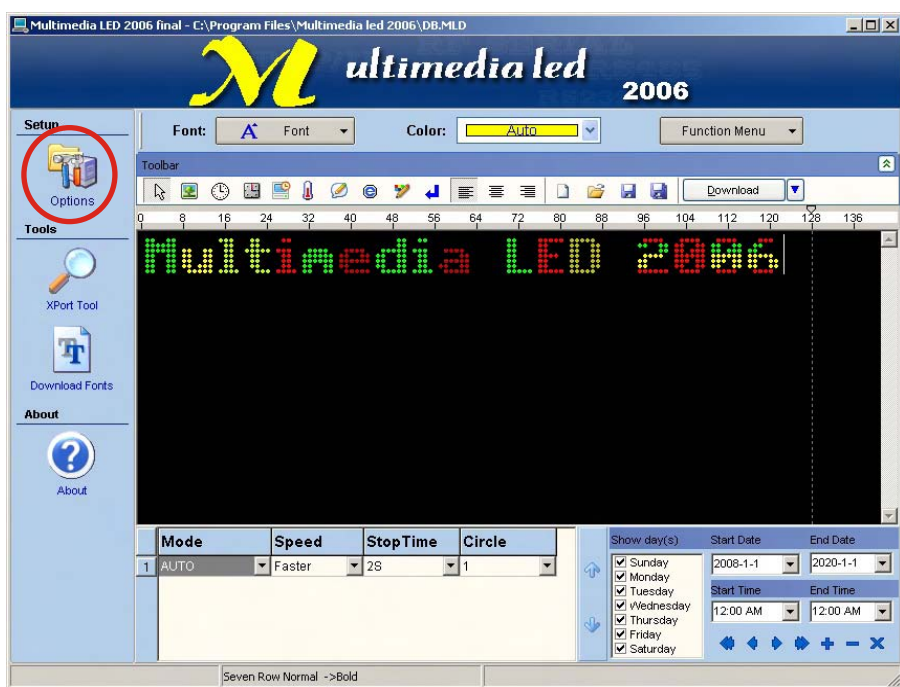 Multimedia LED 2006 final - C:\Program Files\Multimedia led 2006\DB.MLD
Multimedia led
2006
Setup
Options
Tools
XPort Tool
Download Fonts
About
About
Font: A Font Color: Auto Function Menu
Toolbar
Download
0 8 16 24 32 40 48 56 64 72 80 88 96 104 112 120 128 136
Multimedia LED 2006
Mode Speed StopTime Circle
1 AUTO Faster 2S 1
Show day(s)
Sunday
Monday
Tuesday
Wednesday
Thursday
Friday
Saturday
Start Date End Date
2008-1-1 2020-1-1
Start Time End Time
12:00 AM 12:00 AM
Seven Row Normal ->Bold